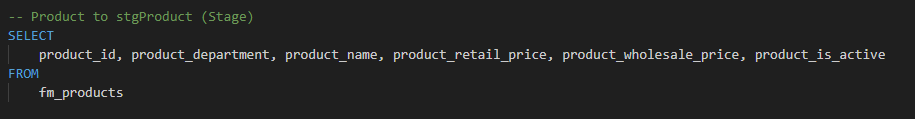 -- Product to stgProduct (Stage)
SELECT
product_id, product_department, product_name, product_retail_price, product_wholesale_price, product_is_active
FROM
fm_products